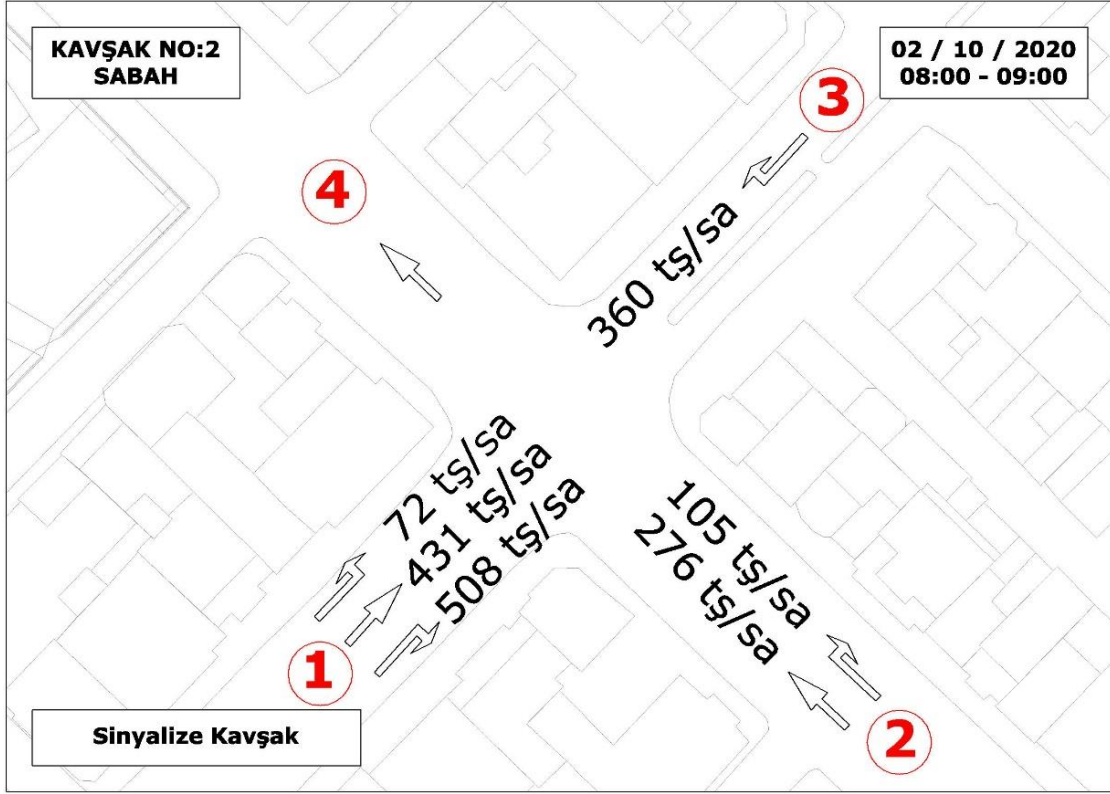 KAVŞAK NO:2
SABAH
02 / 10 / 2020
08:00 - 09:00
3
4
360 tş/sa
72 tş/sa
431 tş/sa
508 tş/sa
105 tş/sa
276 tş/sa
1
2
Sinyalize Kavşak